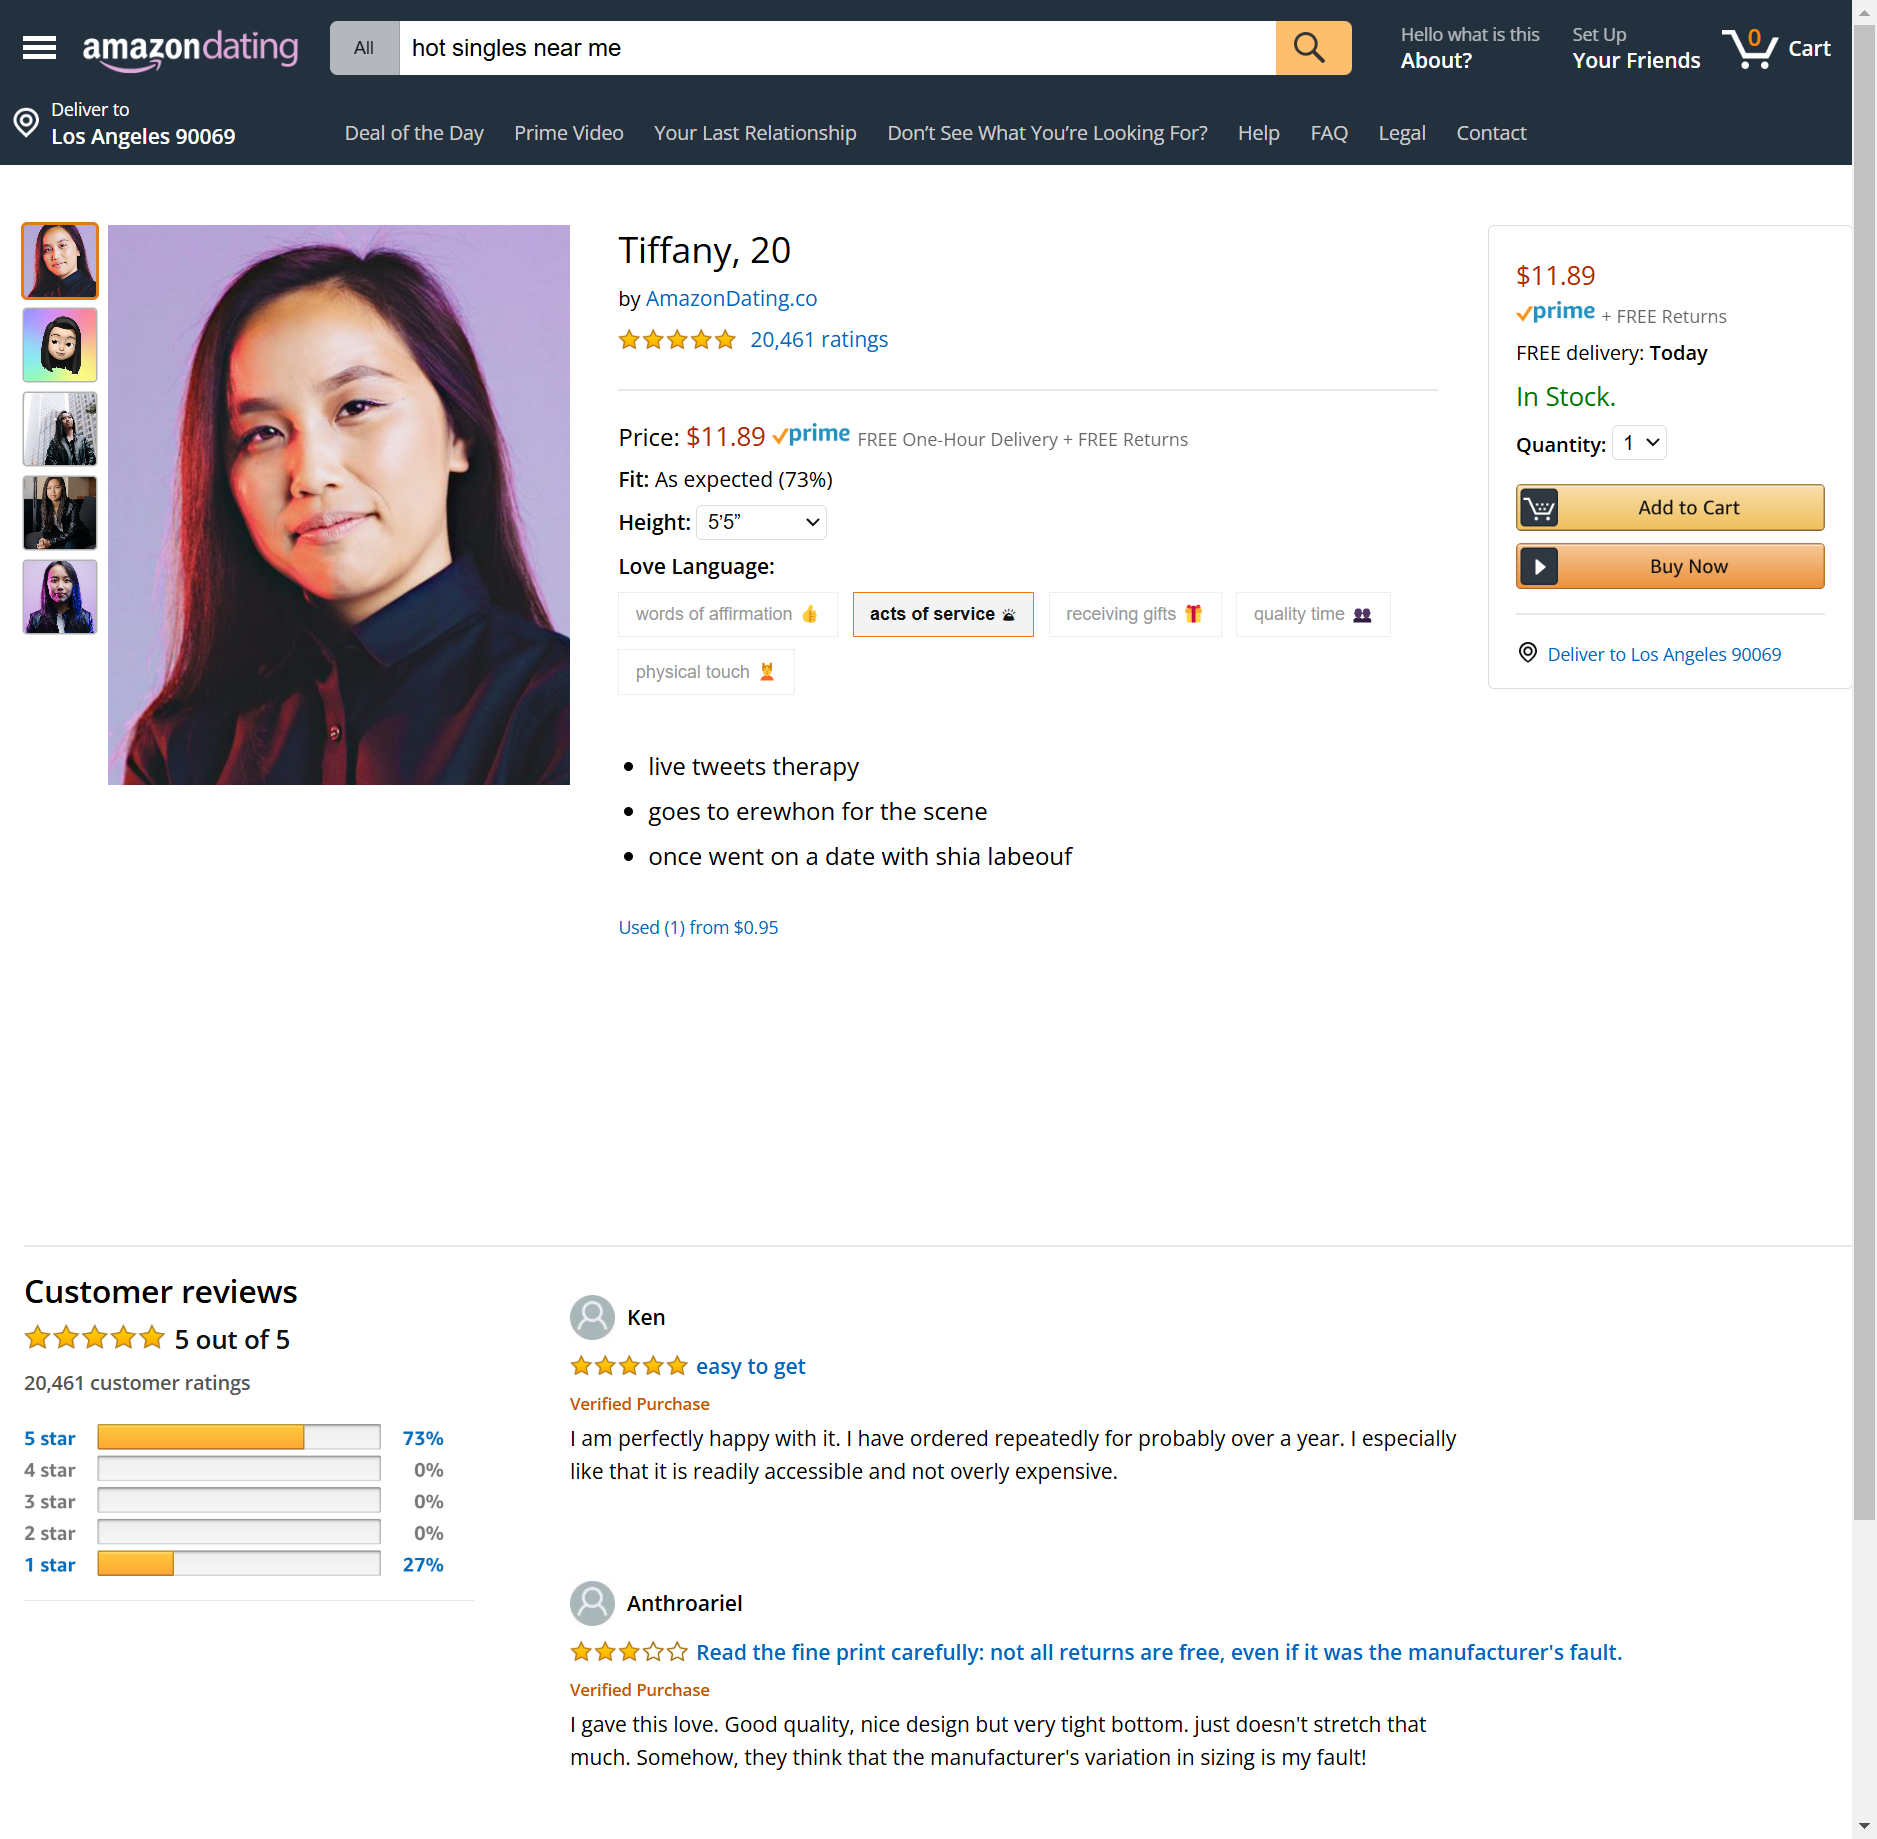 amazondating
All
hot singles near me
Hello what is this
About?
Set Up
Your Friends
0
Cart
Deliver to
Los Angeles 90069
Deal of the Day
Prime Video
Your Last Relationship
Don’t See What You’re Looking For?
Help
FAQ
Legal
Contact
Tiffany, 20
by AmazonDating.co
20,461 ratings
Price: $11.89 prime FREE One-Hour Delivery + FREE Returns
Fit: As expected (73%)
Height: 5'5”
Love Language:
words of affirmation 👍
acts of service
receiving gifts 🎁
quality time 👥
physical touch
live tweets therapy
goes to erewhon for the scene
once went on a date with shia labeouf
Used (1) from $0.95
$11.89
prime + FREE Returns
FREE delivery: Today
In Stock.
Quantity: 1
Add to Cart
Buy Now
Deliver to Los Angeles 90069
Customer reviews
5 out of 5
20,461 customer ratings
5 star 73%
4 star 0%
3 star 0%
2 star 0%
1 star 27%
Ken
easy to get
Verified Purchase
I am perfectly happy with it. I have ordered repeatedly for probably over a year. I especially
like that it is readily accessible and not overly expensive.
Anthroariel
Read the fine print carefully: not all returns are free, even if it was the manufacturer's fault.
Verified Purchase
I gave this love. Good quality, nice design but very tight bottom. just doesn't stretch that
much. Somehow, they think that the manufacturer's variation in sizing is my fault!